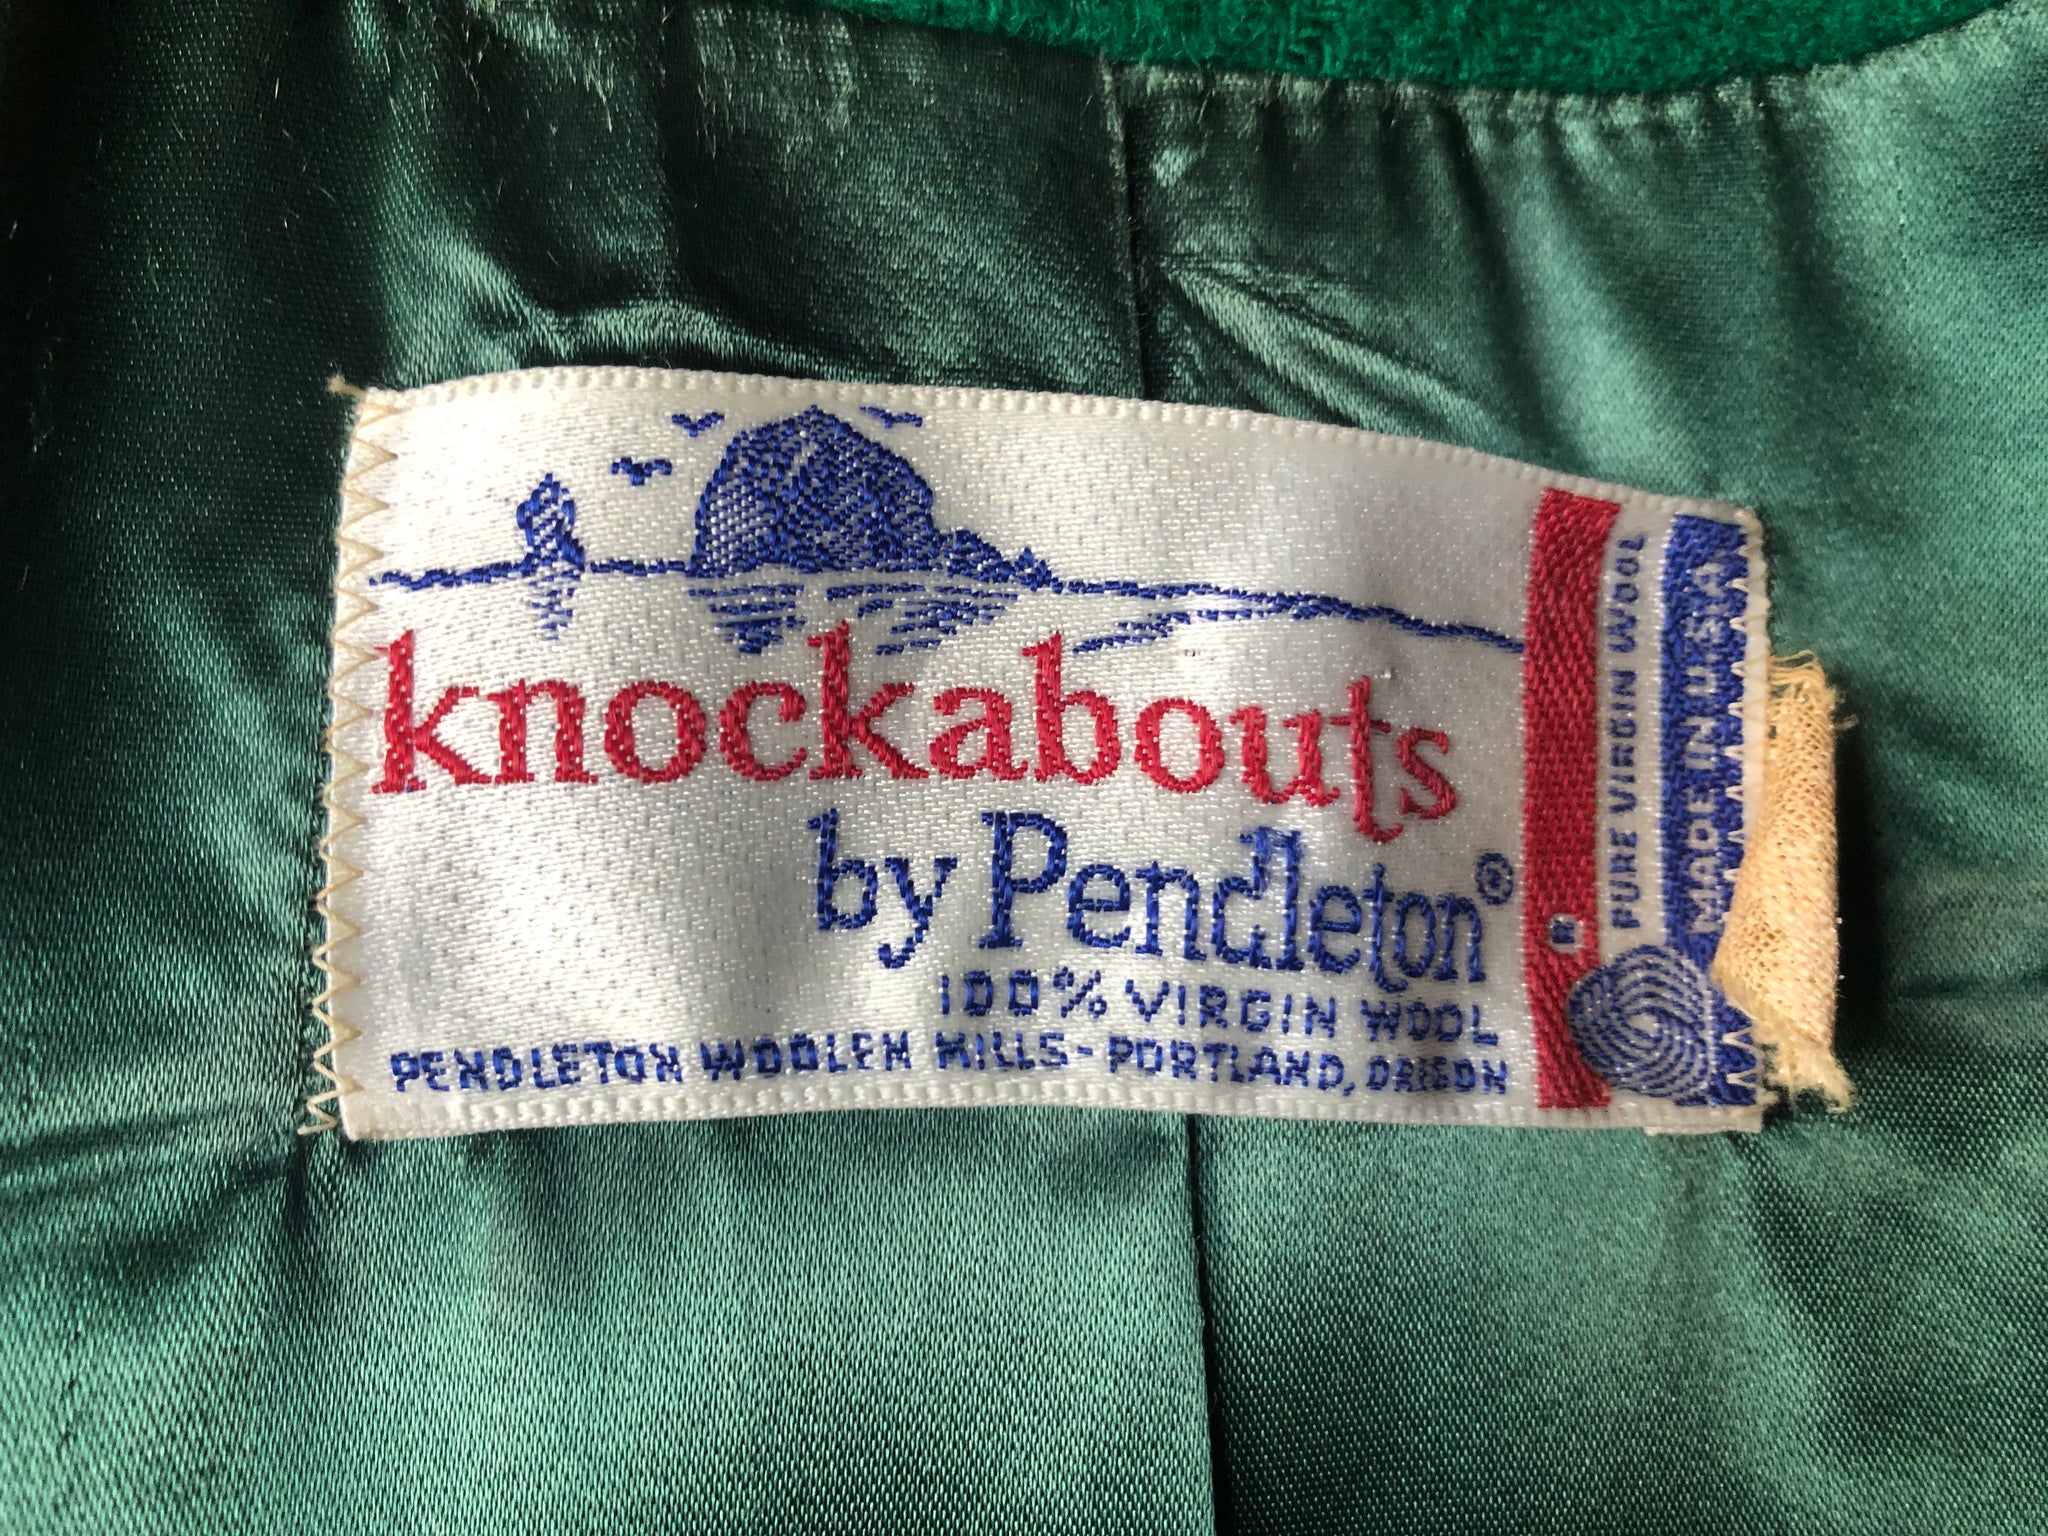 knockabouts
by Pendleton®
100% VIRGIN WOOL
PENDLETON WOOLEN MILLS-PORTLAND, OREGON
PURE VIRGIN WOOL
MADE IN U.S.A.
R